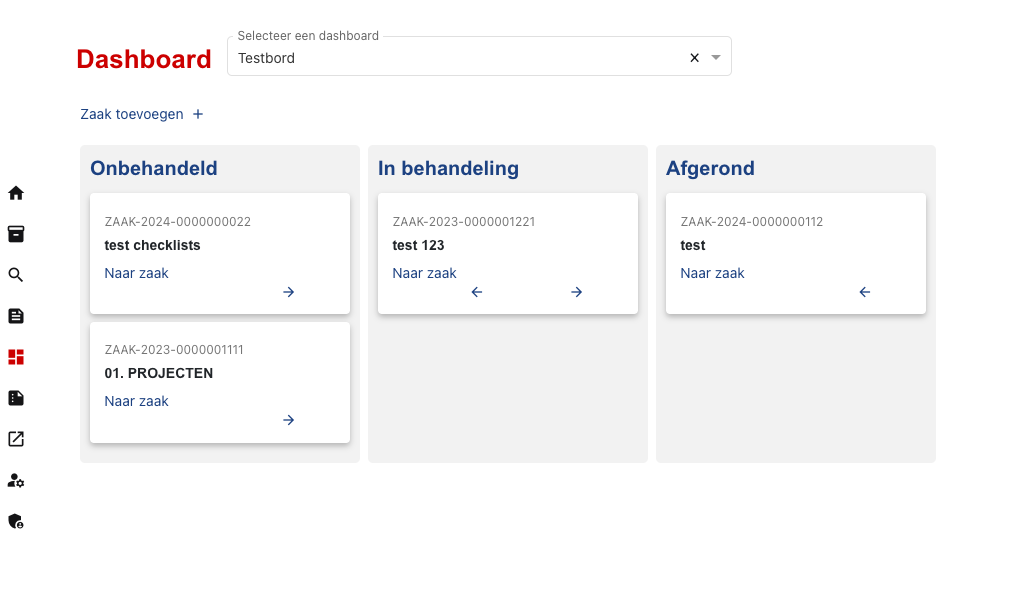 Selecteer een dashboard
Dashboard
Testbord
Zaak toevoegen +
Onbehandeld
ZAAK-2024-0000000022
test checklists
Naar zaak
ZAAK-2023-0000001111
01. PROJECTEN
Naar zaak
In behandeling
ZAAK-2023-0000001221
test 123
Naar zaak
Afgerond
ZAAK-2024-0000000112
test
Naar zaak